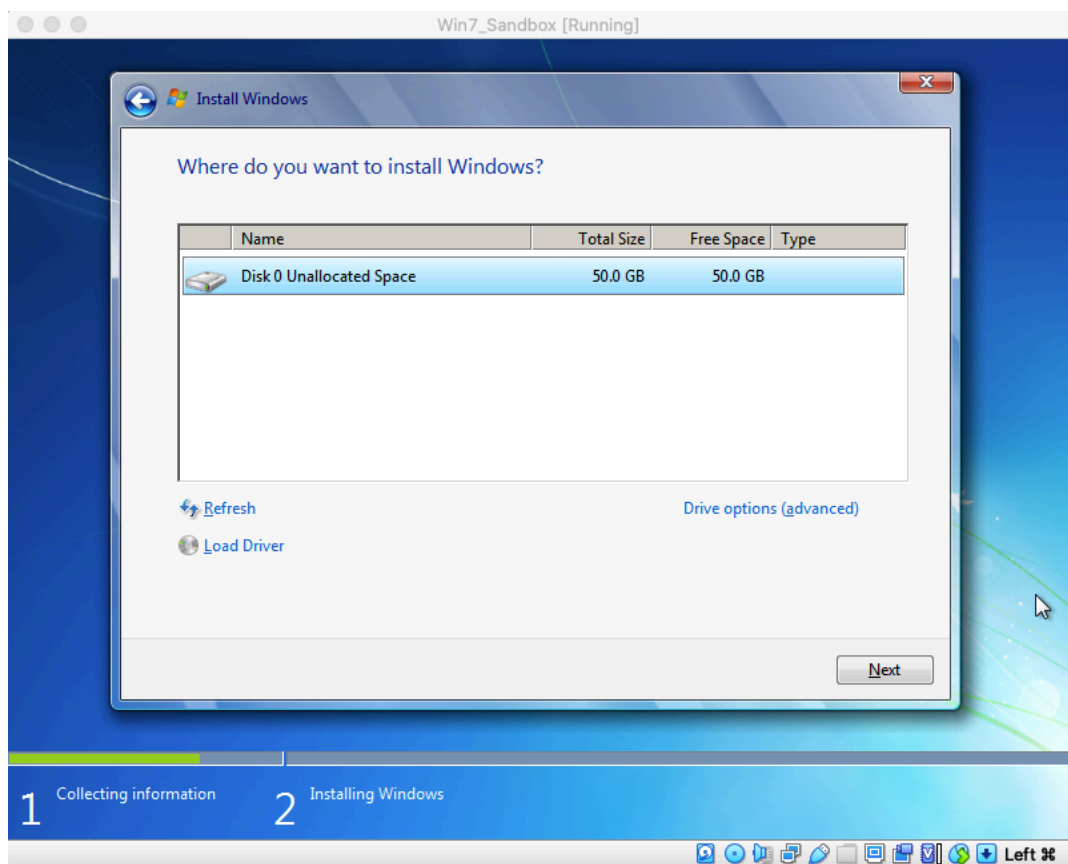 Win7_Sandbox [Running]
Install Windows
Where do you want to install Windows?
Name Total Size Free Space Type
Disk 0 Unallocated Space 50.0 GB 50.0 GB
Refresh Drive options (advanced)
Load Driver
Next
1 Collecting information 2 Installing Windows
Left ⌘